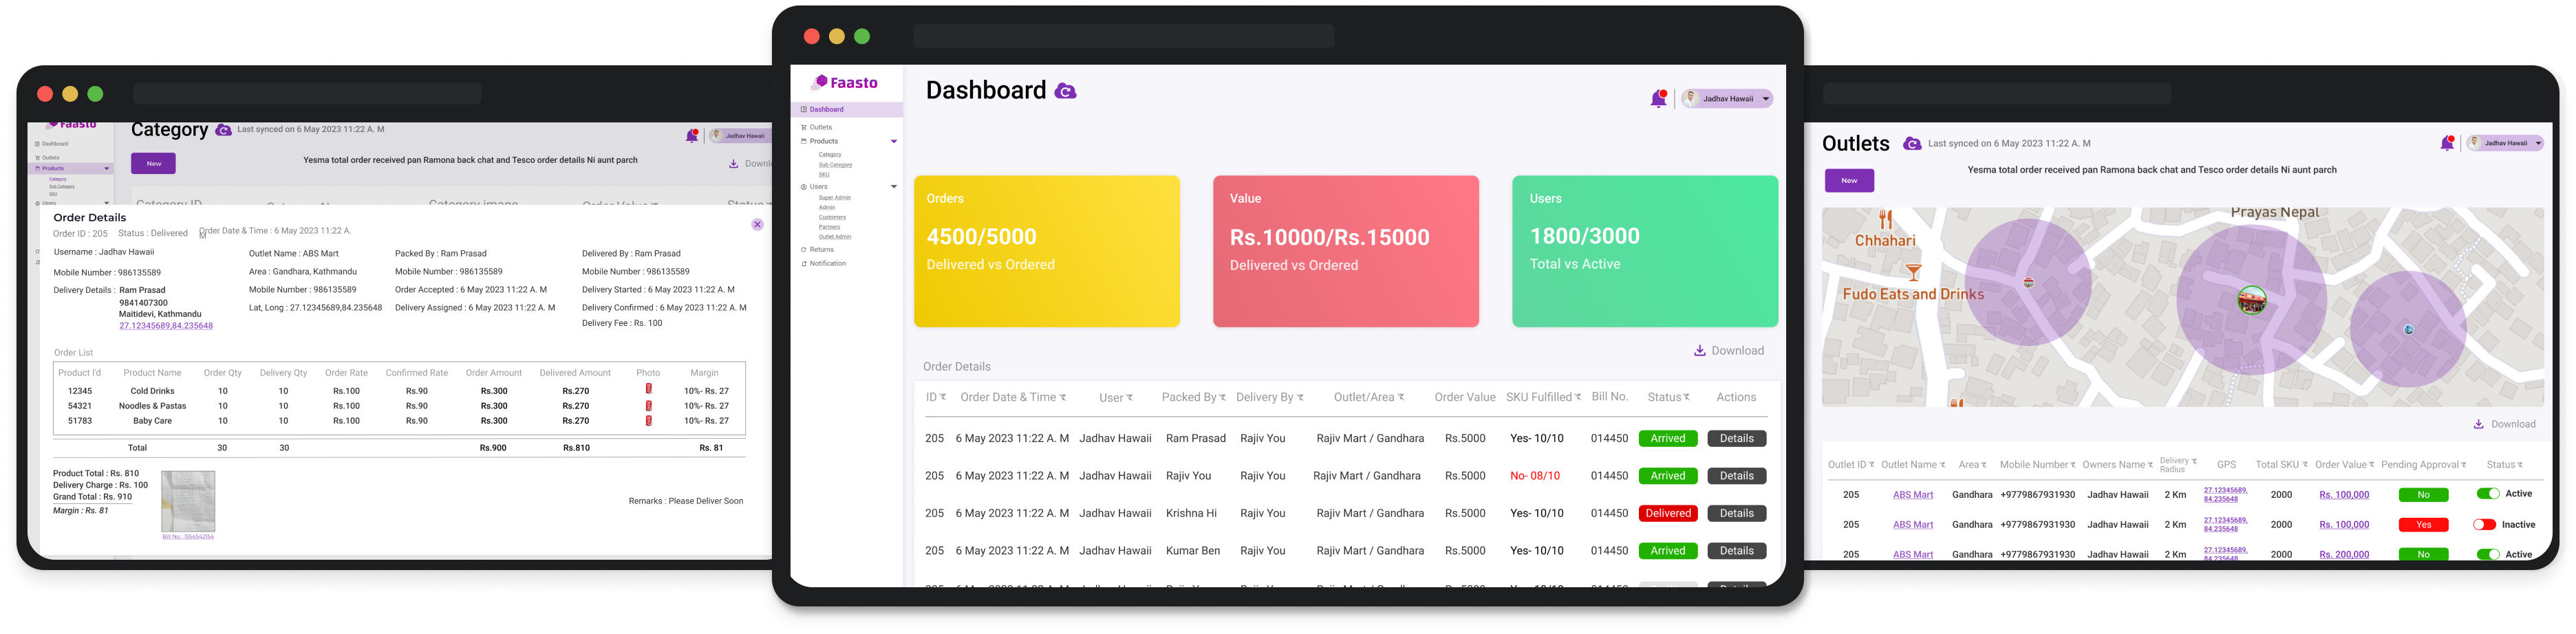 Faasto
Dashboard
Outlets
Products
Category
Sub Category
SKU
Users
Category
Last synced on 6 May 2023 11:22 A. M
Jadhav Hawaii
New
Yesma total order received pan Ramona back chat and Tesco order details Ni aunt parch
Order Details
Order ID : 205 Status : Delivered Order Date & Time : 6 May 2023 11:22 A. M
Username : Jadhav Hawaii
Mobile Number : 986135589
Delivery Details : Ram Prasad
9841407300
Maitidevi, Kathmandu
27.12345689,84.235648
Outlet Name : ABS Mart
Area : Gandhara, Kathmandu
Mobile Number : 986135589
Lat, Long : 27.12345689,84.235648
Packed By : Ram Prasad
Mobile Number : 986135589
Order Accepted : 6 May 2023 11:22 A. M
Delivery Assigned : 6 May 2023 11:22 A. M
Delivered By : Ram Prasad
Mobile Number : 986135589
Delivery Started : 6 May 2023 11:22 A. M
Delivery Confirmed : 6 May 2023 11:22 A. M
Delivery Fee : Rs. 100
Order List
Product I'd Product Name Order Qty Delivery Qty Order Rate Confirmed Rate Order Amount Delivered Amount Photo Margin
12345 Cold Drinks 10 10 Rs.100 Rs.90 Rs.300 Rs.270 10%- Rs. 27
54321 Noodles & Pastas 10 10 Rs.100 Rs.90 Rs.300 Rs.270 10%- Rs. 27
51783 Baby Care 10 10 Rs.100 Rs.90 Rs.300 Rs.270 10%- Rs. 27
Total 30 30 Rs.900 Rs.810 Rs. 81
Product Total : Rs. 810
Delivery Charge : Rs. 100
Grand Total : Rs. 910
Margin : Rs. 81
Bill No : 1554542154
Remarks : Please Deliver Soon
Faasto
Dashboard
Outlets
Products
Category
Sub Category
SKU
Users
Super Admin
Admin
Customers
Partners
Outlet Admin
Returns
Notification
Dashboard
Jadhav Hawaii
Orders
4500/5000
Delivered vs Ordered
Value
Rs.10000/Rs.15000
Delivered vs Ordered
Users
1800/3000
Total vs Active
Download
Order Details
ID Order Date & Time User Packed By Delivery By Outlet/Area Order Value SKU Fulfilled Bill No. Status Actions
205 6 May 2023 11:22 A. M Jadhav Hawaii Ram Prasad Rajiv You Rajiv Mart / Gandhara Rs.5000 Yes- 10/10 014450 Arrived Details
205 6 May 2023 11:22 A. M Jadhav Hawaii Rajiv You Rajiv You Rajiv Mart / Gandhara Rs.5000 No- 08/10 014450 Arrived Details
205 6 May 2023 11:22 A. M Jadhav Hawaii Krishna Hi Rajiv You Rajiv Mart / Gandhara Rs.5000 Yes- 10/10 014450 Delivered Details
205 6 May 2023 11:22 A. M Jadhav Hawaii Kumar Ben Rajiv You Rajiv Mart / Gandhara Rs.5000 Yes- 10/10 014450 Arrived Details
Outlets
Last synced on 6 May 2023 11:22 A. M
Jadhav Hawaii
New
Yesma total order received pan Ramona back chat and Tesco order details Ni aunt parch
Prayas Nepal
Chhahari
Fudo Eats and Drinks
Download
Outlet ID Outlet Name Area Mobile Number Owners Name Delivery Radius GPS Total SKU Order Value Pending Approval Status
205 ABS Mart Gandhara +9779867931930 Jadhav Hawaii 2 Km 27.12345689, 84.235648 2000 Rs. 100,000 No Active
205 ABS Mart Gandhara +9779867931930 Jadhav Hawaii 2 Km 27.12345689, 84.235648 2000 Rs. 100,000 Yes Inactive
205 ABS Mart Gandhara +9779867931930 Jadhav Hawaii 2 Km 27.12345689, 84.235648 2000 Rs. 200,000 No Active